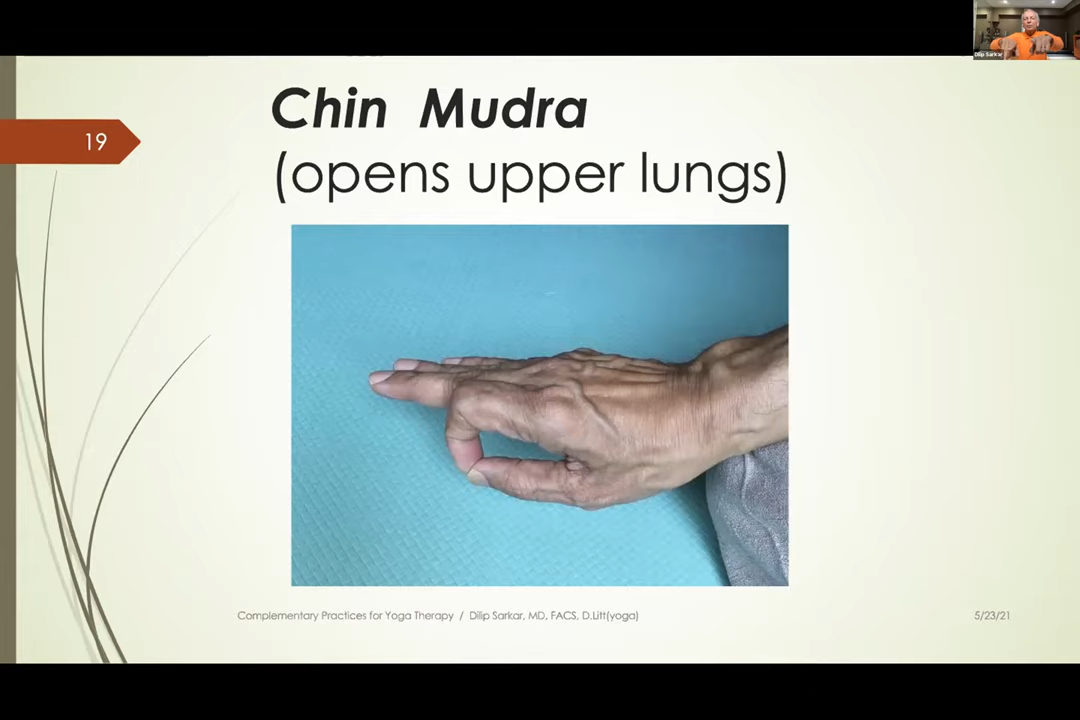 Dilip Sarkar
19
Chin Mudra
(opens upper lungs)
Complementary Practices for Yoga Therapy / Dilip Sarkar, MD, FACS, D.Litt(yoga)
5/23/21